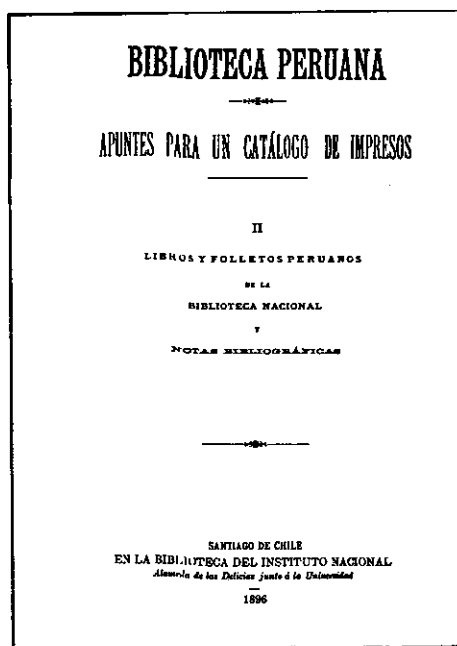 BIBLIOTECA PERUANA
APUNTES PARA UN CATÁLOGO DE IMPRESOS
II
LIBROS Y FOLLETOS PERUANOS
DE LA
BIBLIOTECA NACIONAL
Y
NOTAS BIBLIOGRÁFICAS
SANTIAGO DE CHILE
EN LA BIBLIOTECA DEL INSTITUTO NACIONAL
Alameda de las Delicias junto á la Universidad
1896